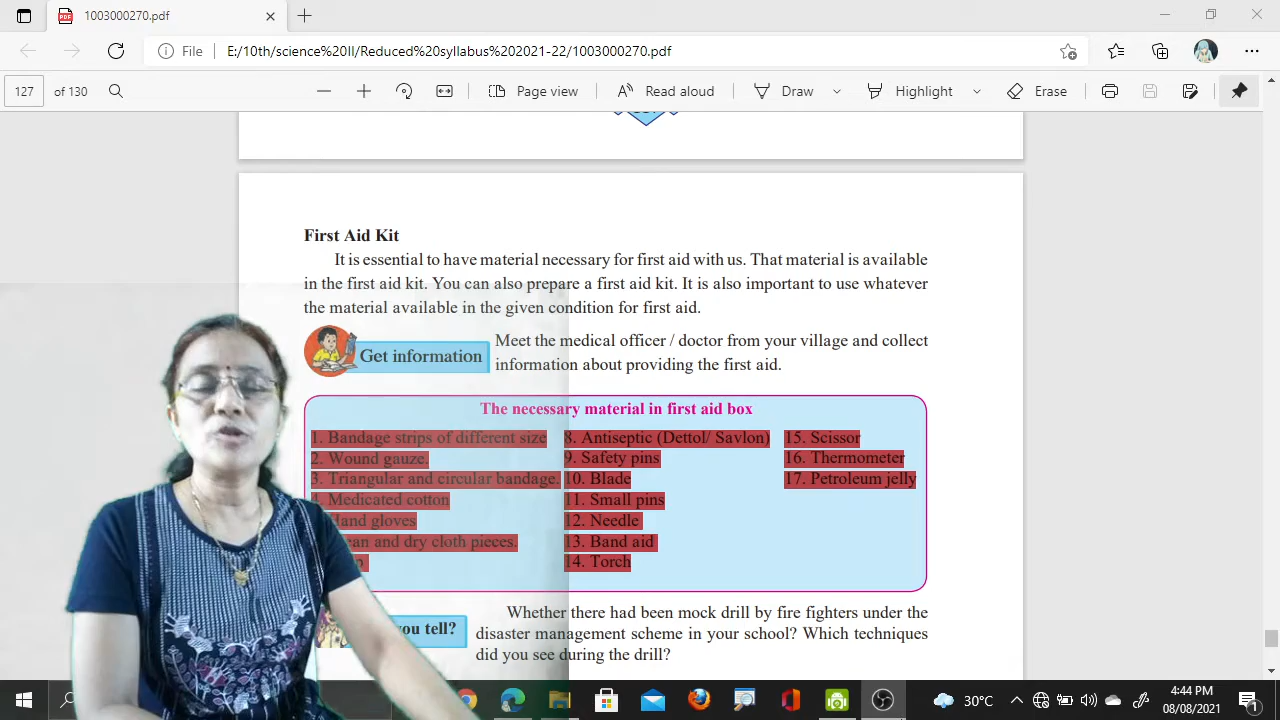 1003000270.pdf
File E:/10th/science%20II/Reduced%20syllabus%202021-22/1003000270.pdf
127 of 130 Page view Read aloud Draw Highlight Erase
First Aid Kit
It is essential to have material necessary for first aid with us. That material is available
in the first aid kit. You can also prepare a first aid kit. It is also important to use whatever
the material available in the given condition for first aid.
Get information
Meet the medical officer / doctor from your village and collect
information about providing the first aid.
The necessary material in first aid box
1. Bandage strips of different size
2. Wound gauze.
3. Triangular and circular bandage.
4. Medicated cotton
Hand gloves
and dry cloth pieces.
8. Antiseptic (Dettol/ Savlon)
9. Safety pins
10. Blade
11. Small pins
12. Needle
13. Band aid
14. Torch
15. Scissor
16. Thermometer
17. Petroleum jelly
you tell?
Whether there had been mock drill by fire fighters under the
disaster management scheme in your school? Which techniques
did you see during the drill?
30°C
4:44 PM
08/08/2021
1